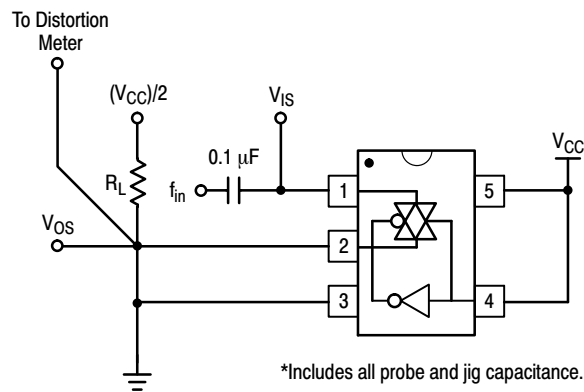 To Distortion
Meter
(VCC)/2
VIS
VCC
0.1 μF
RL
fin
1
5
VOS
2
3
4
*Includes all probe and jig capacitance.